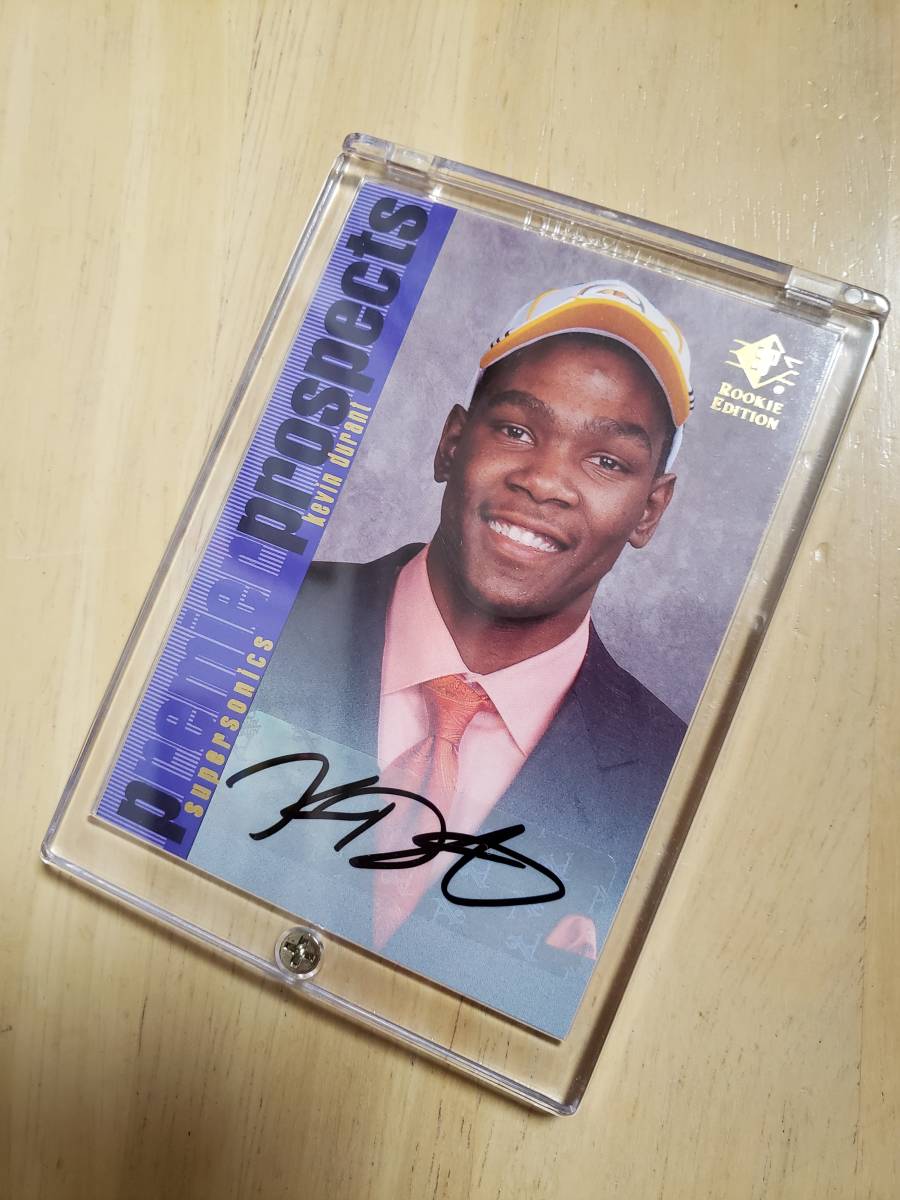 premier prospects
kevin durant
supersonics
SP
ROOKIE
EDITION